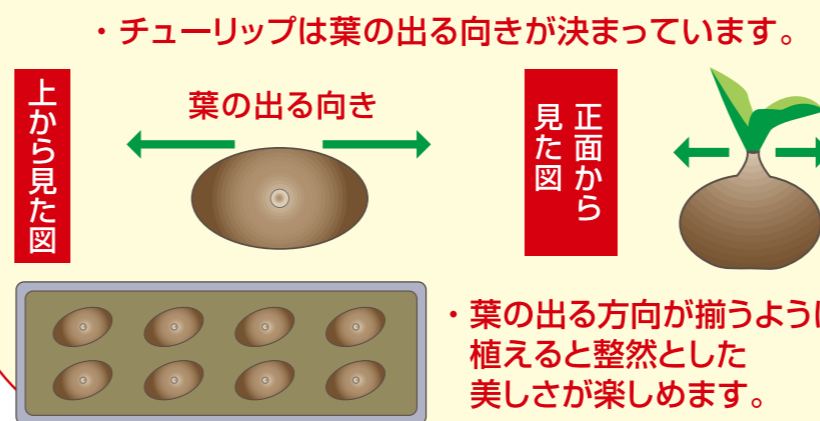 ・チューリップは葉の出る向きが決まっています。
上から見た図
葉の出る向き
正面から
見た図
・葉の出る方向が揃うように
植えると整然とした
美しさが楽しめます。